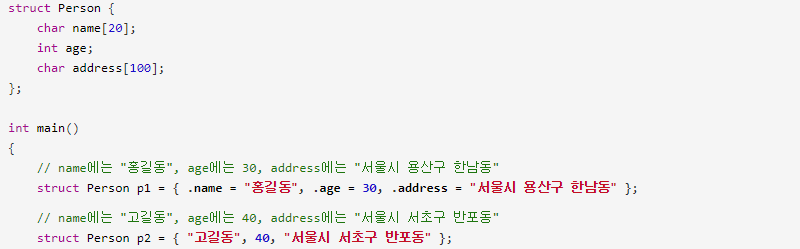 struct Person {
    char name[20];
    int age;
    char address[100];
};
int main()
{
    // name에는 "홍길동", age에는 30, address에는 "서울시 용산구 한남동"
    struct Person p1 = { .name = "홍길동", .age = 30, .address = "서울시 용산구 한남동" };
    // name에는 "고길동", age에는 40, address에는 "서울시 서초구 반포동"
    struct Person p2 = { "고길동", 40, "서울시 서초구 반포동" };